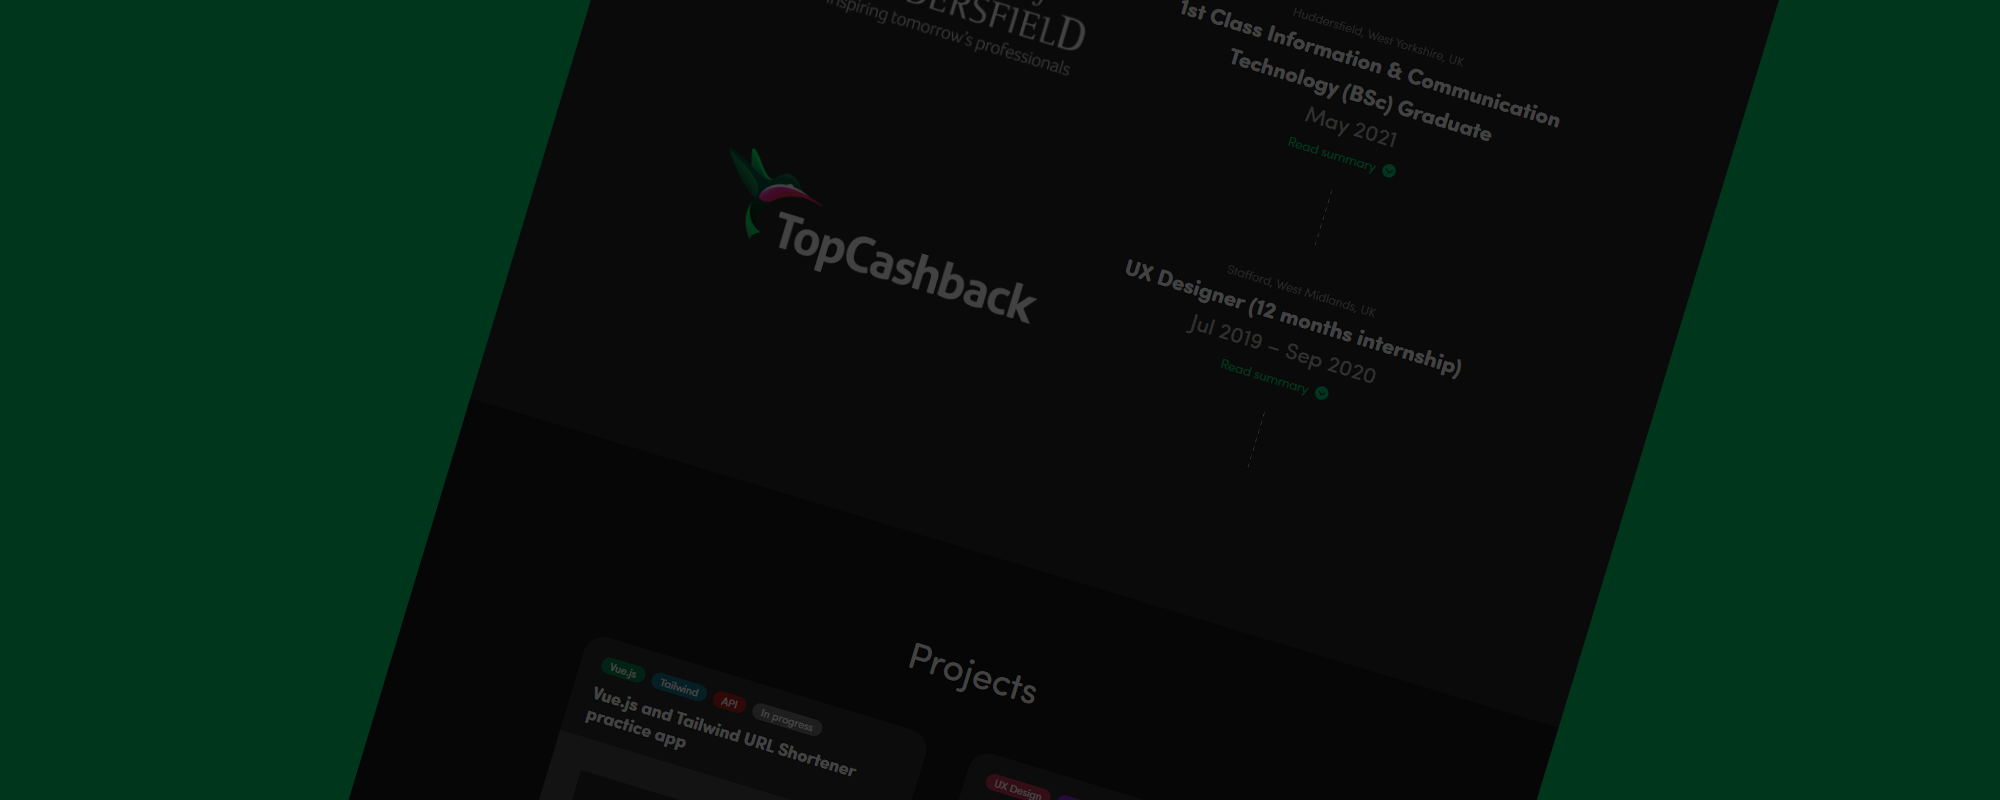 DERSFIELD
Inspiring tomorrow's professionals
Huddersfield, West Yorkshire, UK
1st Class Information & Communication
Technology (BSc) Graduate
May 2021
Read summary
TopCashback
Stafford, West Midlands, UK
UX Designer (12 months internship)
Jul 2019 – Sep 2020
Read summary
Projects
Vue.js Tailwind API In progress
Vue.js and Tailwind URL Shortener
practice app
UX Design